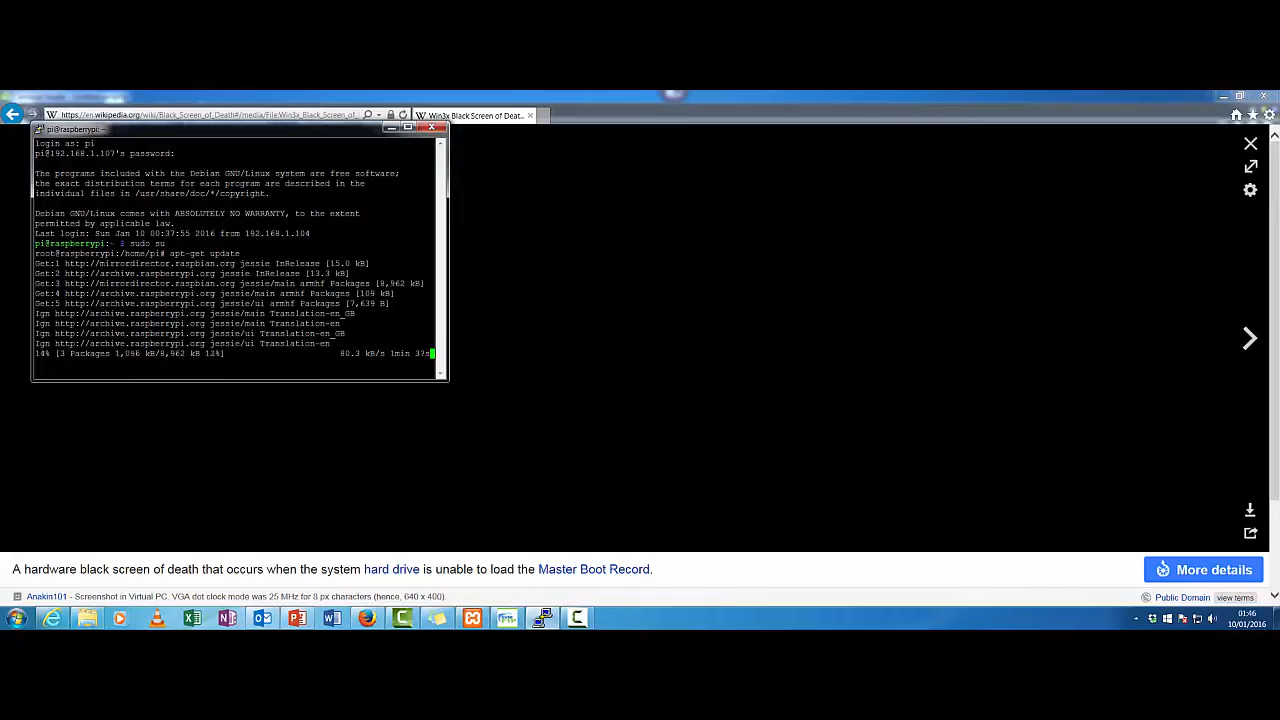 https://en.wikipedia.org/wiki/Black_Screen_of_Death#/media/File:Win3x_Black_Screen_of_
Win3x Black Screen of Deat...
pi@raspberrypi: ~
login as: pi
pi@192.168.1.107's password:
The programs included with the Debian GNU/Linux system are free software;
the exact distribution terms for each program are described in the
individual files in /usr/share/doc/*/copyright.
Debian GNU/Linux comes with ABSOLUTELY NO WARRANTY, to the extent
permitted by applicable law.
Last login: Sun Jan 10 00:37:55 2016 from 192.168.1.104
pi@raspberrypi:~ $ sudo su
root@raspberrypi:/home/pi# apt-get update
Get:1 http://mirrordirector.raspbian.org jessie InRelease [15.0 kB]
Get:2 http://archive.raspberrypi.org jessie InRelease [13.3 kB]
Get:3 http://mirrordirector.raspbian.org jessie/main armhf Packages [8,962 kB]
Get:4 http://archive.raspberrypi.org jessie/main armhf Packages [109 kB]
Get:5 http://archive.raspberrypi.org jessie/ui armhf Packages [7,639 B]
Ign http://archive.raspberrypi.org jessie/main Translation-en_GB
Ign http://archive.raspberrypi.org jessie/main Translation-en
Ign http://archive.raspberrypi.org jessie/ui Translation-en_GB
Ign http://archive.raspberrypi.org jessie/ui Translation-en
14% [3 Packages 1,096 kB/8,962 kB 12%] 80.3 kB/s 1min 37s
A hardware black screen of death that occurs when the system hard drive is unable to load the Master Boot Record.
More details
Anakin101 - Screenshot in Virtual PC. VGA dot clock mode was 25 MHz for 8 px characters (hence, 640 x 400).
Public Domain view terms
01:46
10/01/2016